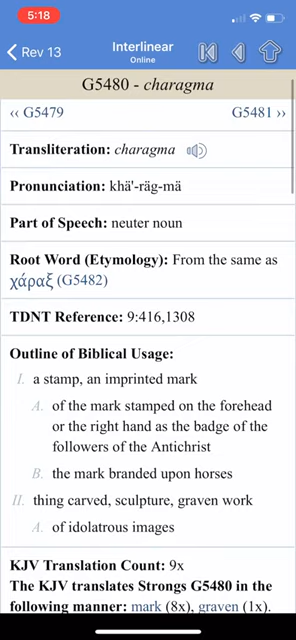 5:18
Rev 13
Interlinear
Online
G5480 - charagma
‹‹ G5479
G5481 ››
Transliteration: charagma
Pronunciation: khä'-räg-mä
Part of Speech: neuter noun
Root Word (Etymology): From the same as
χάραξ (G5482)
TDNT Reference: 9:416,1308
Outline of Biblical Usage:
I. a stamp, an imprinted mark
A. of the mark stamped on the forehead
or the right hand as the badge of the
followers of the Antichrist
B. the mark branded upon horses
II. thing carved, sculpture, graven work
A. of idolatrous images
KJV Translation Count: 9x
The KJV translates Strongs G5480 in the
following manner: mark (8x), graven (1x).